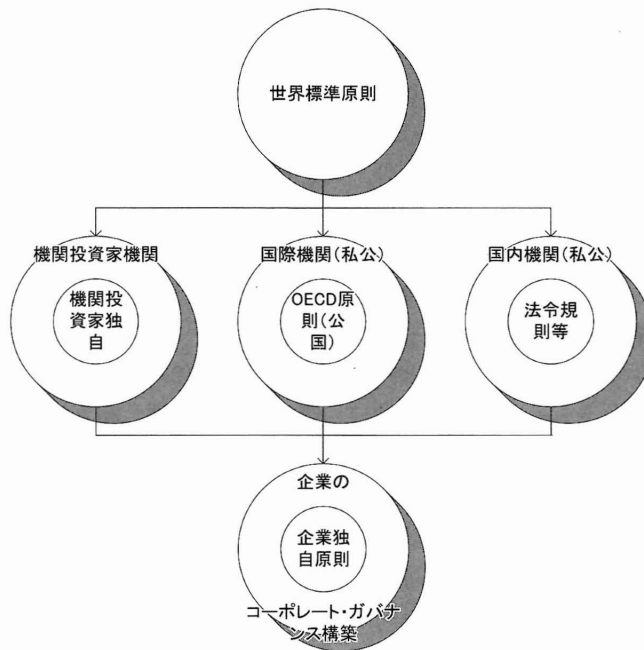 世界標準原則
機関投資家機関
機関投
資家独
自
国際機関(私公)
OECD原
則(公
国)
国内機関(私公)
法令規
則等
企業の
企業独
自原則
コーポレート・ガバナ
ンス構築